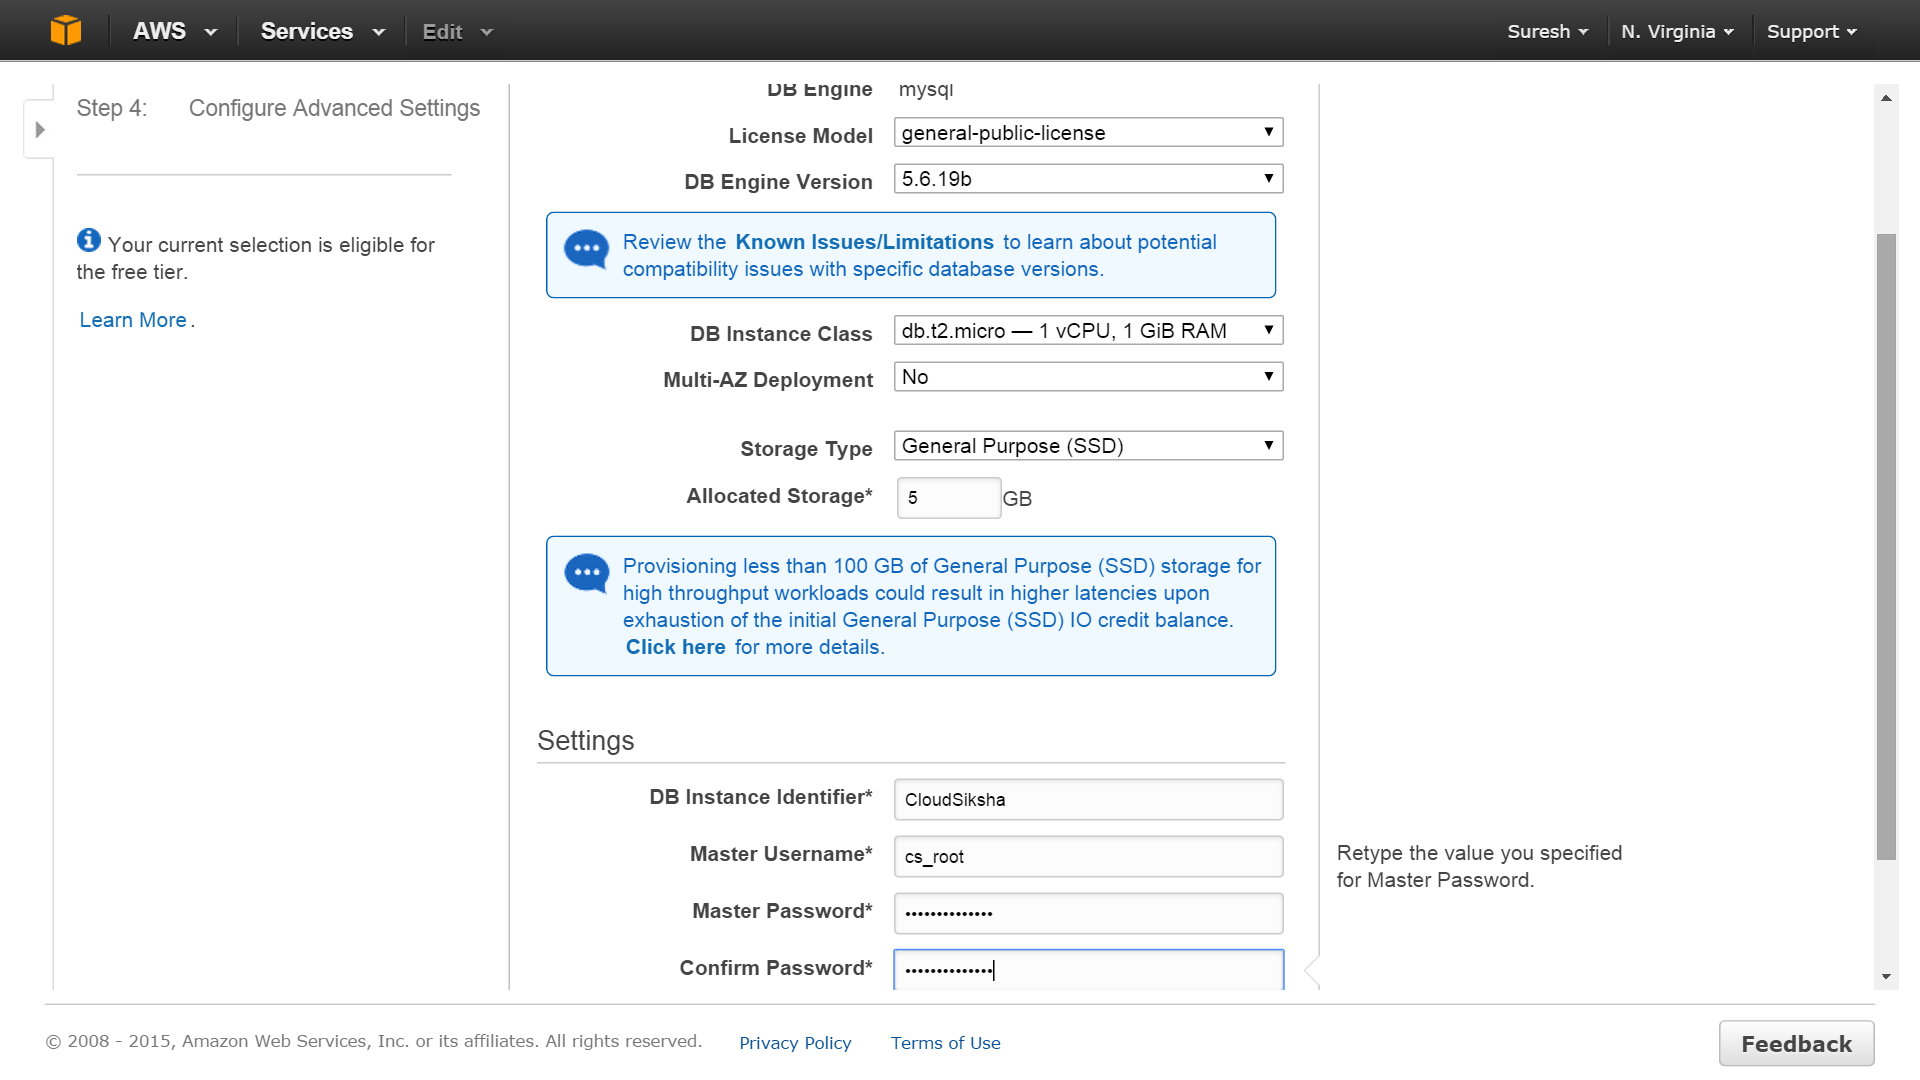 AWS Services Edit Suresh N. Virginia Support
Step 4: Configure Advanced Settings
Your current selection is eligible for
the free tier.
Learn More.
DB Engine mysql
License Model general-public-license
DB Engine Version 5.6.19b
Review the Known Issues/Limitations to learn about potential
compatibility issues with specific database versions.
DB Instance Class db.t2.micro — 1 vCPU, 1 GiB RAM
Multi-AZ Deployment No
Storage Type General Purpose (SSD)
Allocated Storage* 5 GB
Provisioning less than 100 GB of General Purpose (SSD) storage for
high throughput workloads could result in higher latencies upon
exhaustion of the initial General Purpose (SSD) IO credit balance.
Click here for more details.
Settings
DB Instance Identifier* CloudSiksha
Master Username* cs_root
Master Password* ••••••••••••••
Confirm Password* ••••••••••••••
Retype the value you specified
for Master Password.
© 2008 - 2015, Amazon Web Services, Inc. or its affiliates. All rights reserved. Privacy Policy Terms of Use Feedback